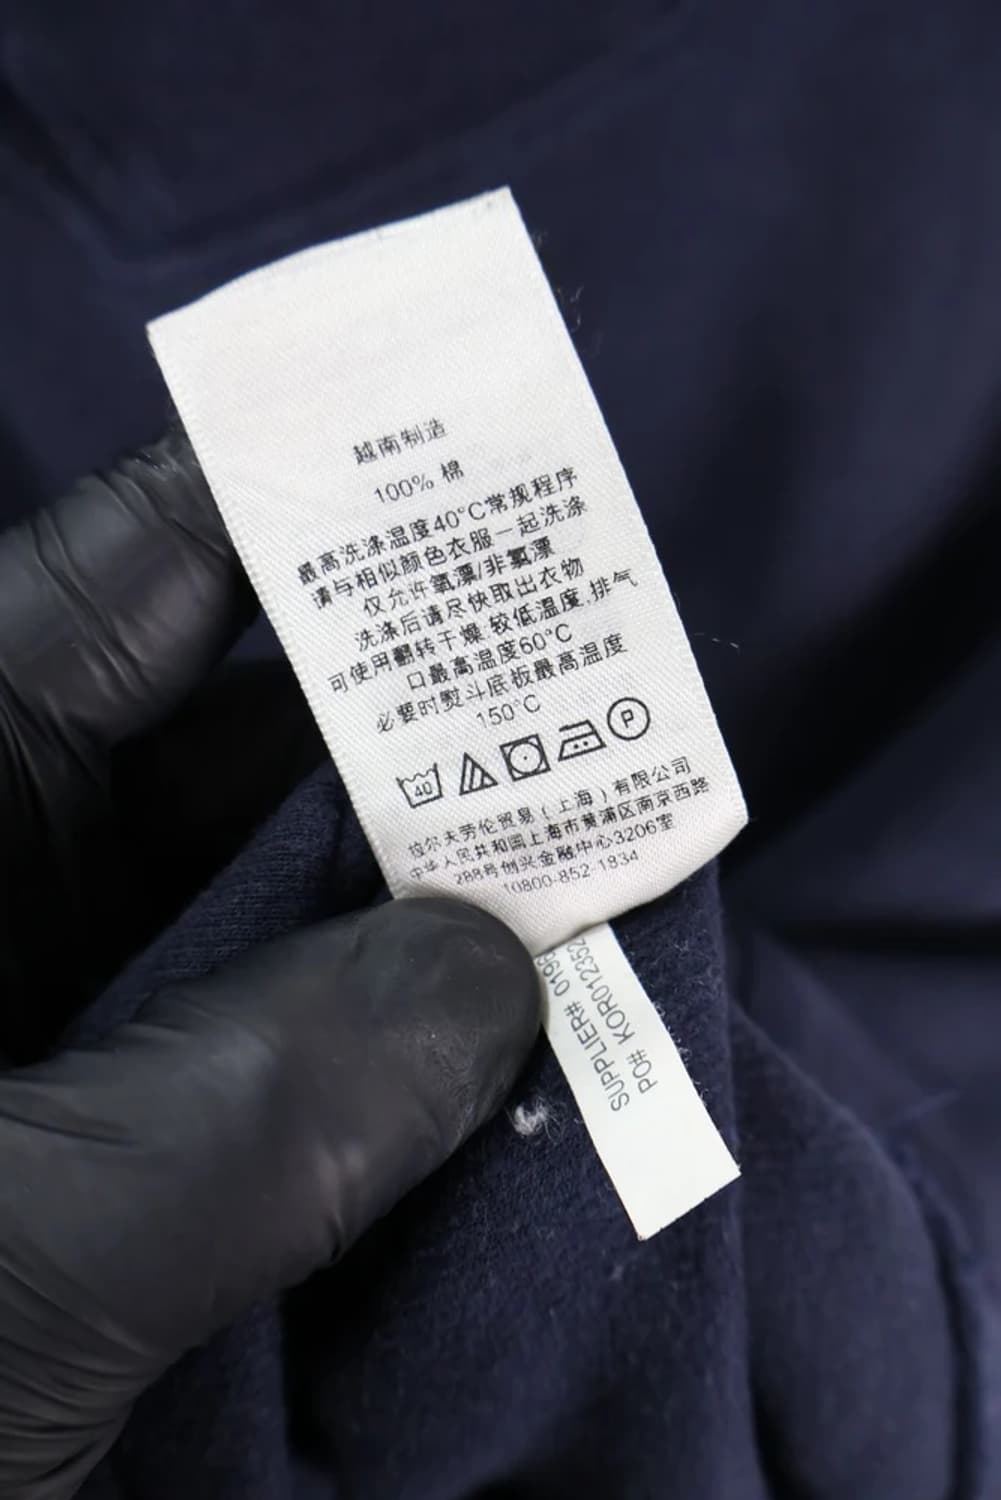 越南制造
100% 棉
最高洗涤温度40°C常规程序
请与相似颜色衣服一起洗涤
仅允许氧漂/非氯漂
洗涤后请尽快取出衣物
可使用翻转干燥,较低温度,排气
口最高温度60°C
必要时熨斗底板最高温度
150°C
40
P
拉尔夫劳伦贸易(上海)有限公司
中华人民共和国上海市黄浦区南京西路
288号创兴金融中心3206室
10800-852-1834
SUPPLIER# 
PO# KOR012352